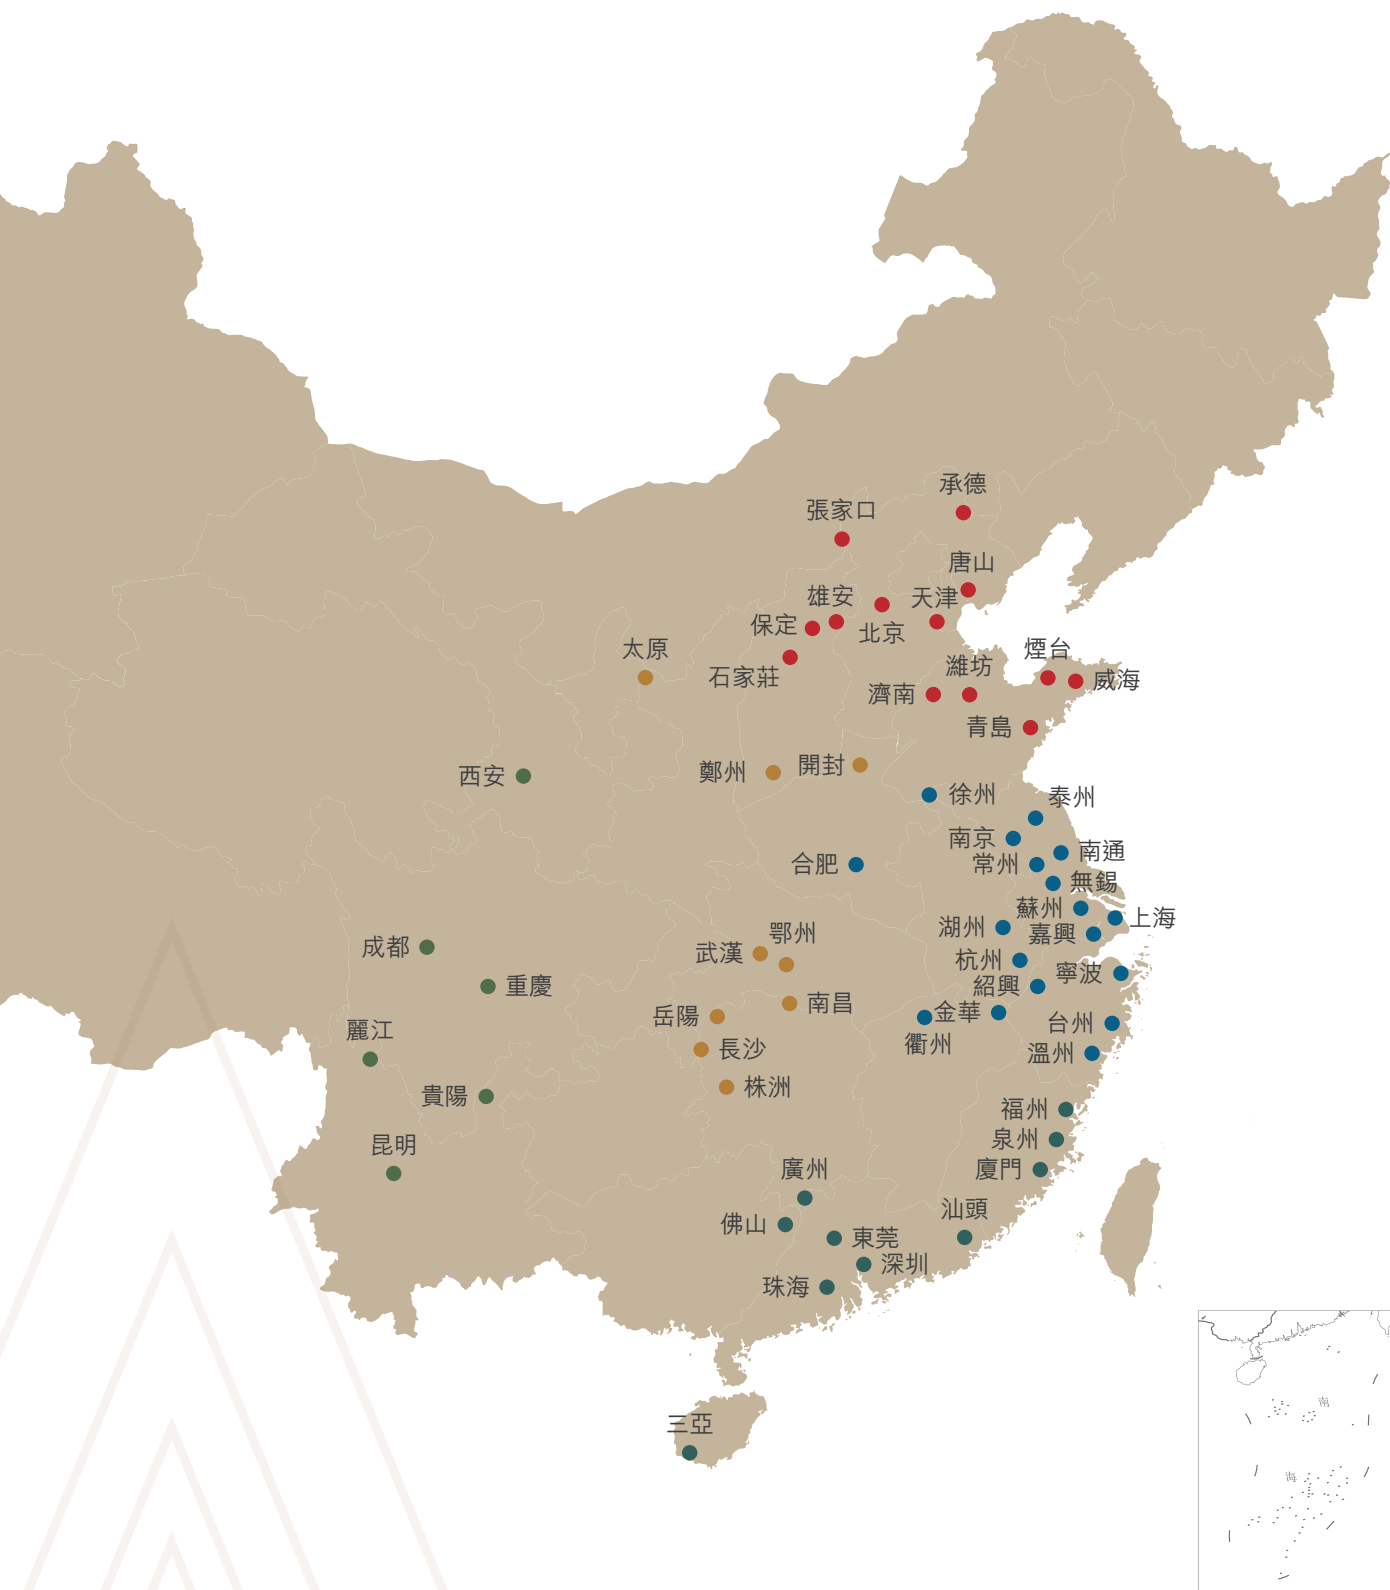 承德
張家口
唐山
雄安
天津
保定
北京
太原
煙台
濰坊
石家莊
威海
濟南
青島
開封
鄭州
西安
徐州
泰州
南京
南通
合肥
常州
無錫
蘇州
上海
湖州
鄂州
嘉興
成都
武漢
杭州
寧波
重慶
紹興
南昌
金華
岳陽
台州
麗江
衢州
長沙
溫州
株洲
貴陽
福州
泉州
昆明
廣州
廈門
汕頭
佛山
東莞
深圳
珠海
南
三亞
海